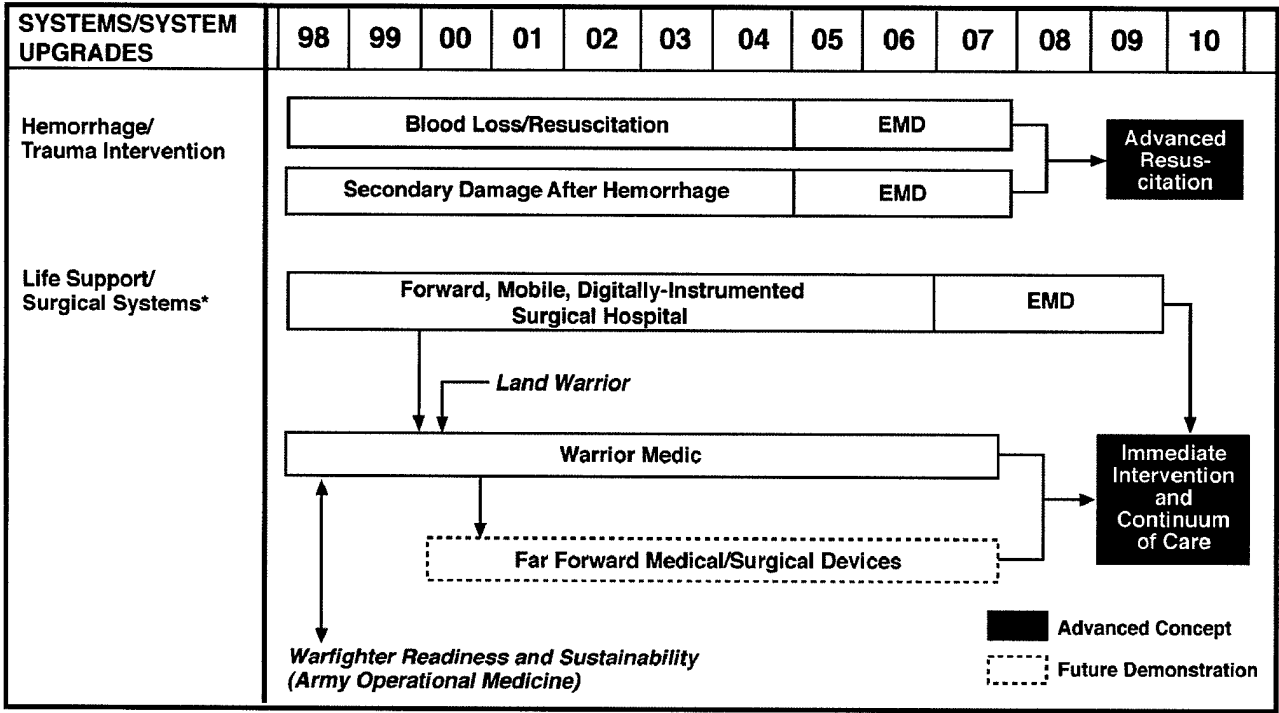 SYSTEMS/SYSTEM
UPGRADES
98 99 00 01 02 03 04 05 06 07 08 09 10
Hemorrhage/
Trauma Intervention
Blood Loss/Resuscitation
EMD
Secondary Damage After Hemorrhage
EMD
Advanced
Resus-
citation
Life Support/
Surgical Systems*
Forward, Mobile, Digitally-Instrumented
Surgical Hospital
EMD
Land Warrior
Warrior Medic
Immediate
Intervention
and
Continuum
of Care
Far Forward Medical/Surgical Devices
Warfighter Readiness and Sustainability
(Army Operational Medicine)
Advanced Concept
Future Demonstration